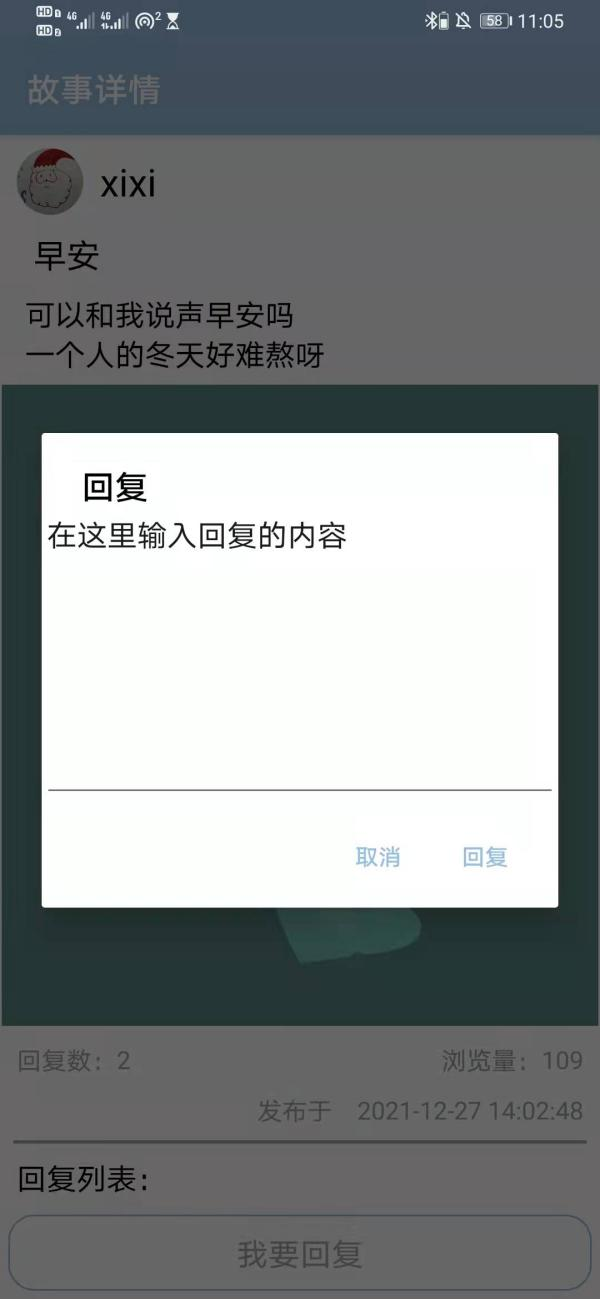 HD 1 4G 4G 2 58 11:05
HD 2
故事详情
xixi
早安
可以和我说声早安吗
一个人的冬天好难熬呀
回复
在这里输入回复的内容
取消 回复
回复数：2 浏览量：109
发布于 2021-12-27 14:02:48
回复列表：
我要回复